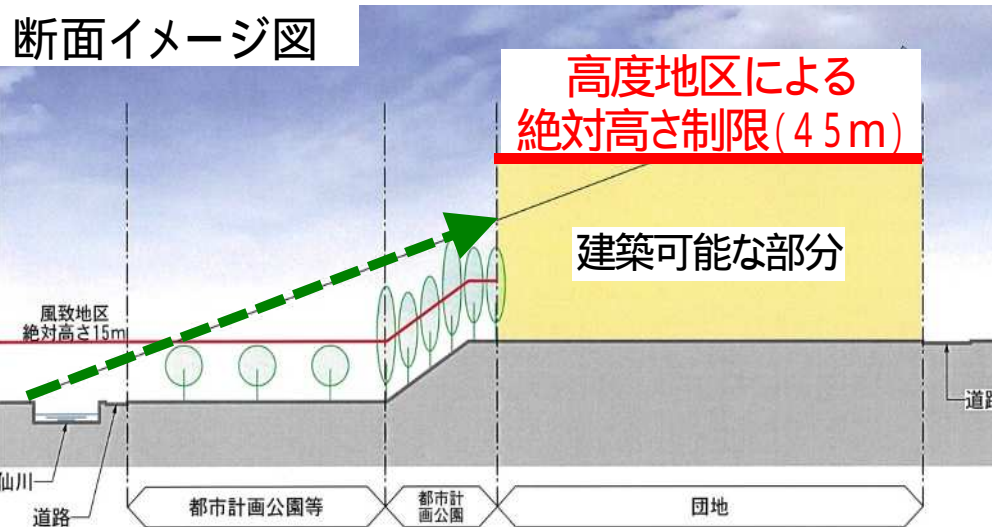 断面イメージ図
高度地区による
絶対高さ制限(45m)
建築可能な部分
風致地区
絶対高さ15m
道路
仙川
道路
都市計画公園等
都市計
画公園
団地